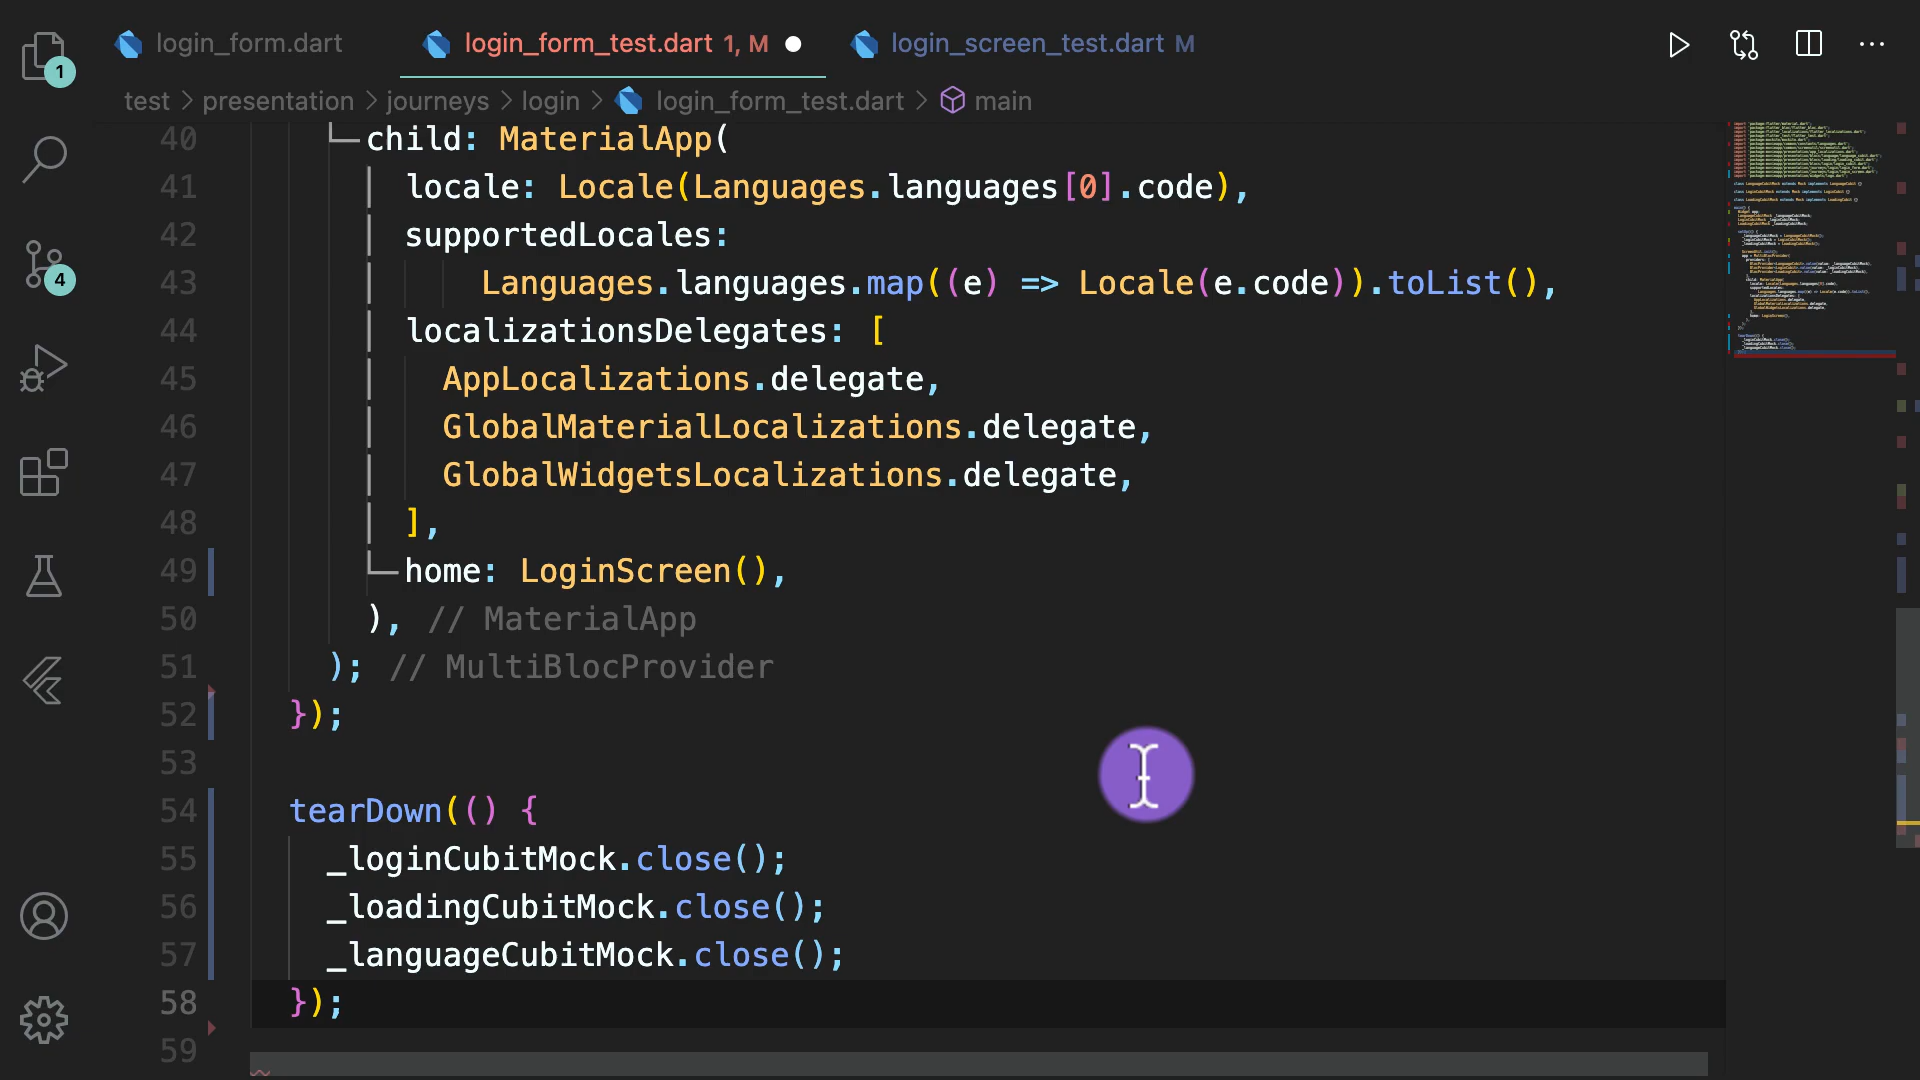 login_form.dart
login_form_test.dart 1, M
login_screen_test.dart M
test > presentation > journeys > login > login_form_test.dart > main
1
4
40 child: MaterialApp(
41 locale: Locale(Languages.languages[0].code),
42 supportedLocales:
43 Languages.languages.map((e) => Locale(e.code)).toList(),
44 localizationsDelegates: [
45 AppLocalizations.delegate,
46 GlobalMaterialLocalizations.delegate,
47 GlobalWidgetsLocalizations.delegate,
48 ],
49 home: LoginScreen(),
50 ), // MaterialApp
51 ); // MultiBlocProvider
52 });
53
54 tearDown(() {
55 _loginCubitMock.close();
56 _loadingCubitMock.close();
57 _languageCubitMock.close();
58 });
59